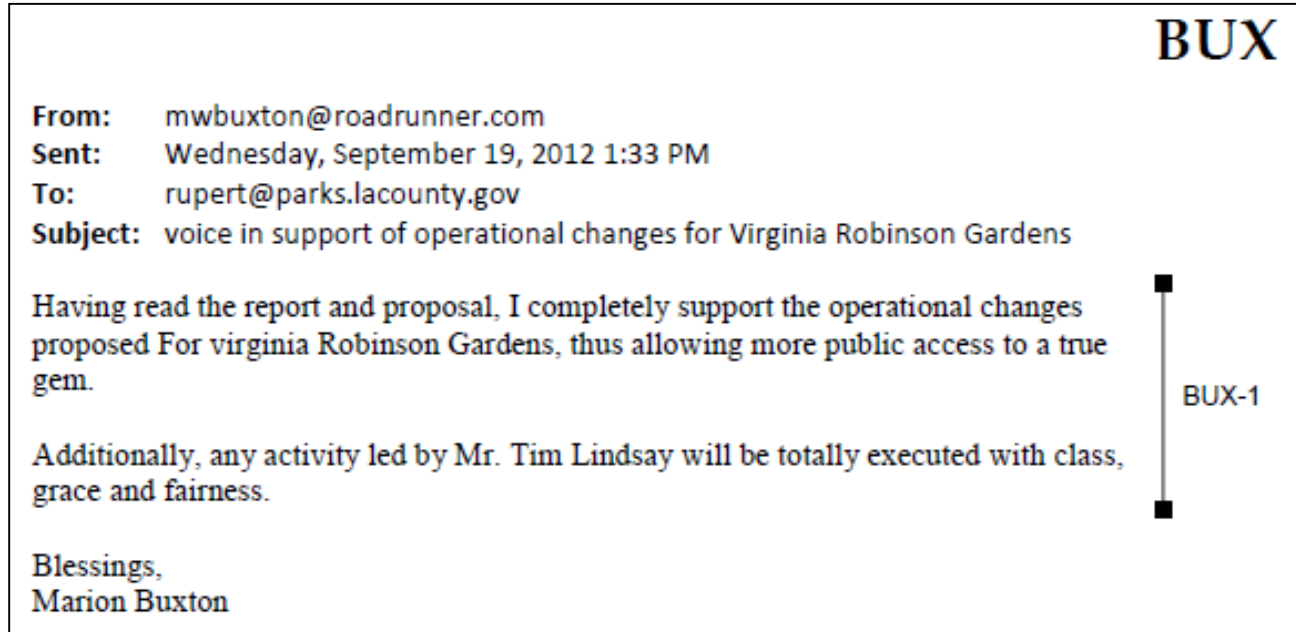 BUX
From: mwbuxton@roadrunner.com
Sent: Wednesday, September 19, 2012 1:33 PM
To: rupert@parks.lacounty.gov
Subject: voice in support of operational changes for Virginia Robinson Gardens
Having read the report and proposal, I completely support the operational changes
proposed For virginia Robinson Gardens, thus allowing more public access to a true
gem.
BUX-1
Additionally, any activity led by Mr. Tim Lindsay will be totally executed with class,
grace and fairness.
Blessings,
Marion Buxton